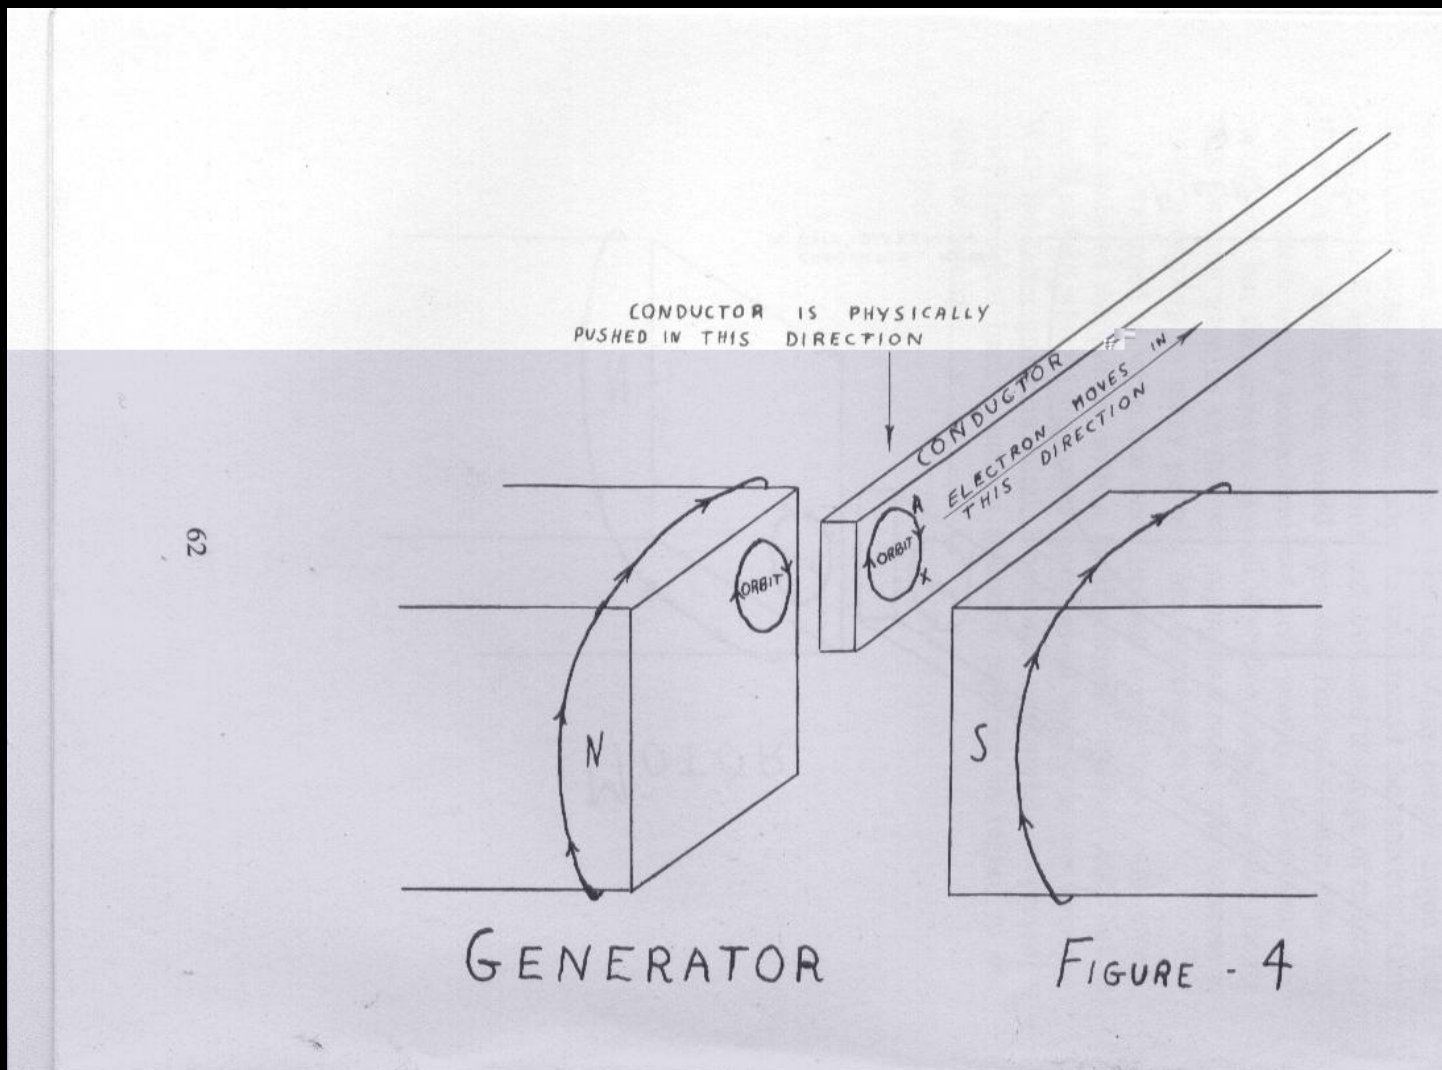 CONDUCTOR IS PHYSICALLY
PUSHED IN THIS DIRECTION
CONDUCTOR
ELECTRON MOVES IN
THIS DIRECTION
A
ORBIT
X
ORBIT
62
N
S
GENERATOR
FIGURE - 4